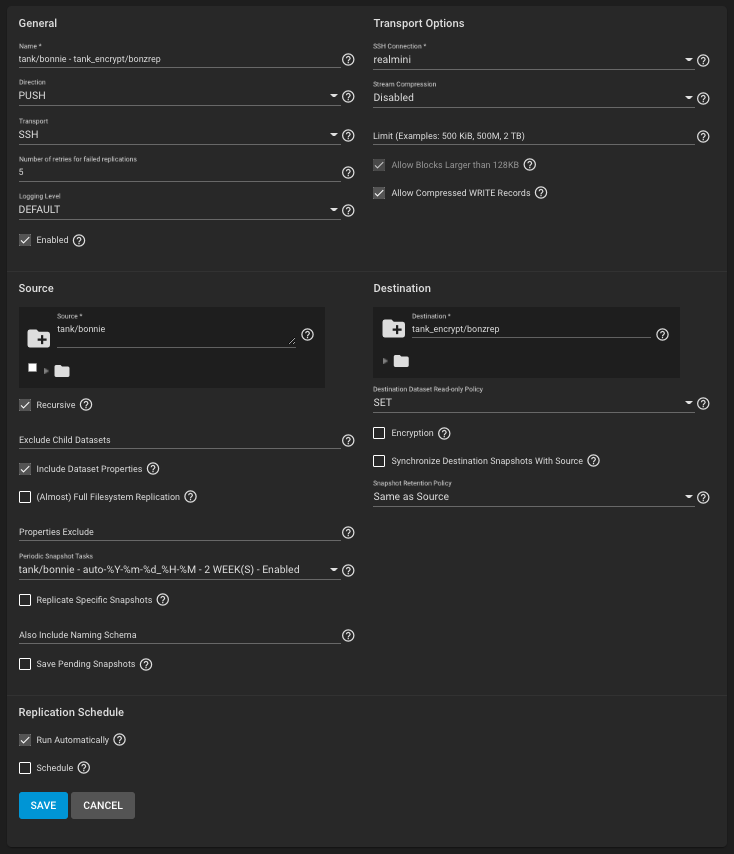 General
Name *
tank/bonnie - tank_encrypt/bonzrep
Direction
PUSH
Transport
SSH
Number of retries for failed replications
5
Logging Level
DEFAULT
Enabled
Transport Options
SSH Connection *
realmini
Stream Compression
Disabled
Limit (Examples: 500 KiB, 500M, 2 TB)
Allow Blocks Larger than 128KB
Allow Compressed WRITE Records
Source
Source *
tank/bonnie
Recursive
Exclude Child Datasets
Include Dataset Properties
(Almost) Full Filesystem Replication
Properties Exclude
Periodic Snapshot Tasks
tank/bonnie - auto-%Y-%m-%d_%H-%M - 2 WEEK(S) - Enabled
Replicate Specific Snapshots
Also Include Naming Schema
Save Pending Snapshots
Destination
Destination *
tank_encrypt/bonzrep
Destination Dataset Read-only Policy
SET
Encryption
Synchronize Destination Snapshots With Source
Snapshot Retention Policy
Same as Source
Replication Schedule
Run Automatically
Schedule
SAVE
CANCEL